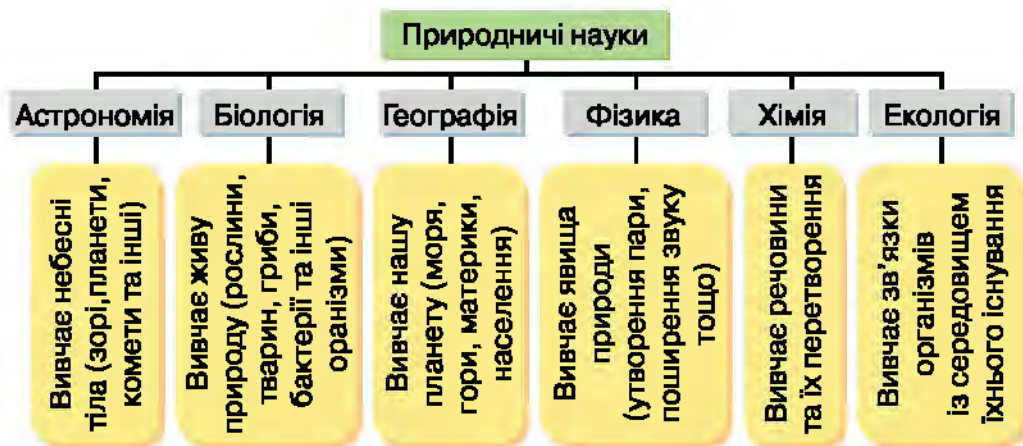 Природничі науки
Астрономія
Біологія
Географія
Фізика
Хімія
Екологія
Вивчає небесні
тіла (зорі,планети,
комети та інші)
Вивчає живу
природу (рослини,
тварин, гриби,
бактерії та інші
оранізми)
Вивчає нашу
планету (моря,
гори, материки,
населення)
Вивчає явища
природи
(утворення пари,
поширення звуку
тощо)
Вивчає речовини
та їх перетворення
Вивчає зв’язки
організмів
із середовищем
їхнього існування